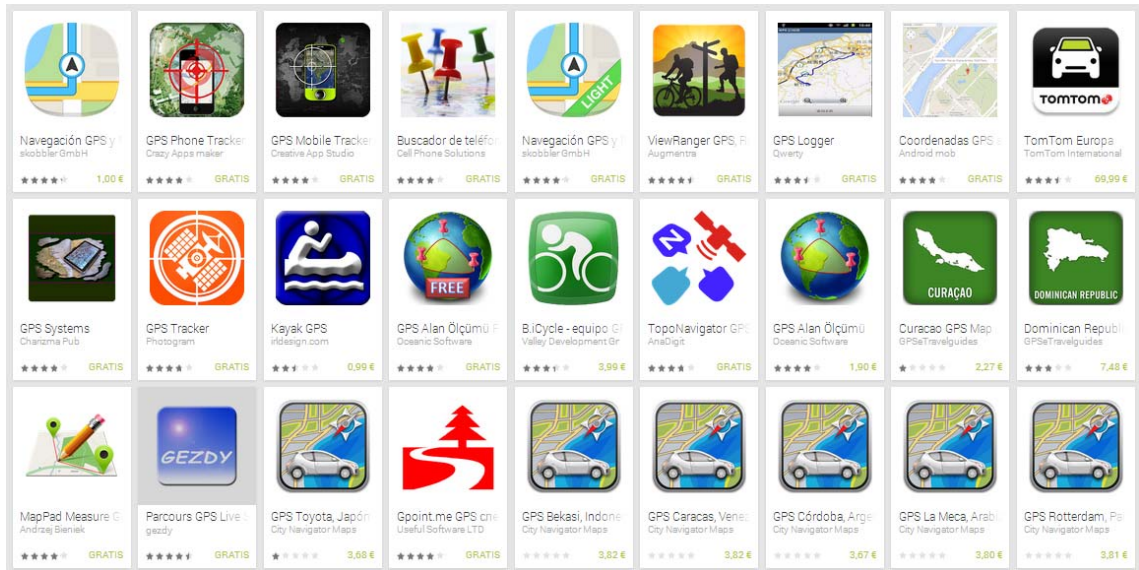 LIGHT
TOMTOM
Navegación GPS y
skobbler GmbH
1,00 €
GPS Phone Tracker
Crazy Apps maker
GRATIS
GPS Mobile Tracker
Creative App Studio
GRATIS
Buscador de teléfo
Cell Phone Solutions
GRATIS
Navegación GPS y
skobbler GmbH
GRATIS
ViewRanger GPS, R
Augmentra
GRATIS
GPS Logger
Qwerty
GRATIS
Coordenadas GPS
Android mob
GRATIS
TomTom Europa
TomTom International
69,99 €
FREE
CURAÇAO
DOMINICAN REPUBLIC
GPS Systems
Charizma Pub
GRATIS
GPS Tracker
Photogram
GRATIS
Kayak GPS
irldesign.com
0,99 €
GPS Alan Ölçümü F
Oceanic Software
GRATIS
B.iCycle - equipo G
Valley Development Gr
3,99 €
TopoNavigator GPS
AnaDigit
GRATIS
GPS Alan Ölçümü
Oceanic Software
1,90 €
Curacao GPS Map
GPSeTravelguides
2,27 €
Dominican Republi
GPSeTravelguides
7,48 €
GEZDY
MapPad Measure G
Andrzej Bieniek
GRATIS
Parcours GPS Live
gezdy
GRATIS
GPS Toyota, Japón
City Navigator Maps
3,68 €
Gpoint.me GPS сле
Useful Software LTD
GRATIS
GPS Bekasi, Indone
City Navigator Maps
3,82 €
GPS Caracas, Venez
City Navigator Maps
3,82 €
GPS Córdoba, Arge
City Navigator Maps
3,67 €
GPS La Meca, Arabi
City Navigator Maps
3,80 €
GPS Rotterdam, Pa
City Navigator Maps
3,81 €